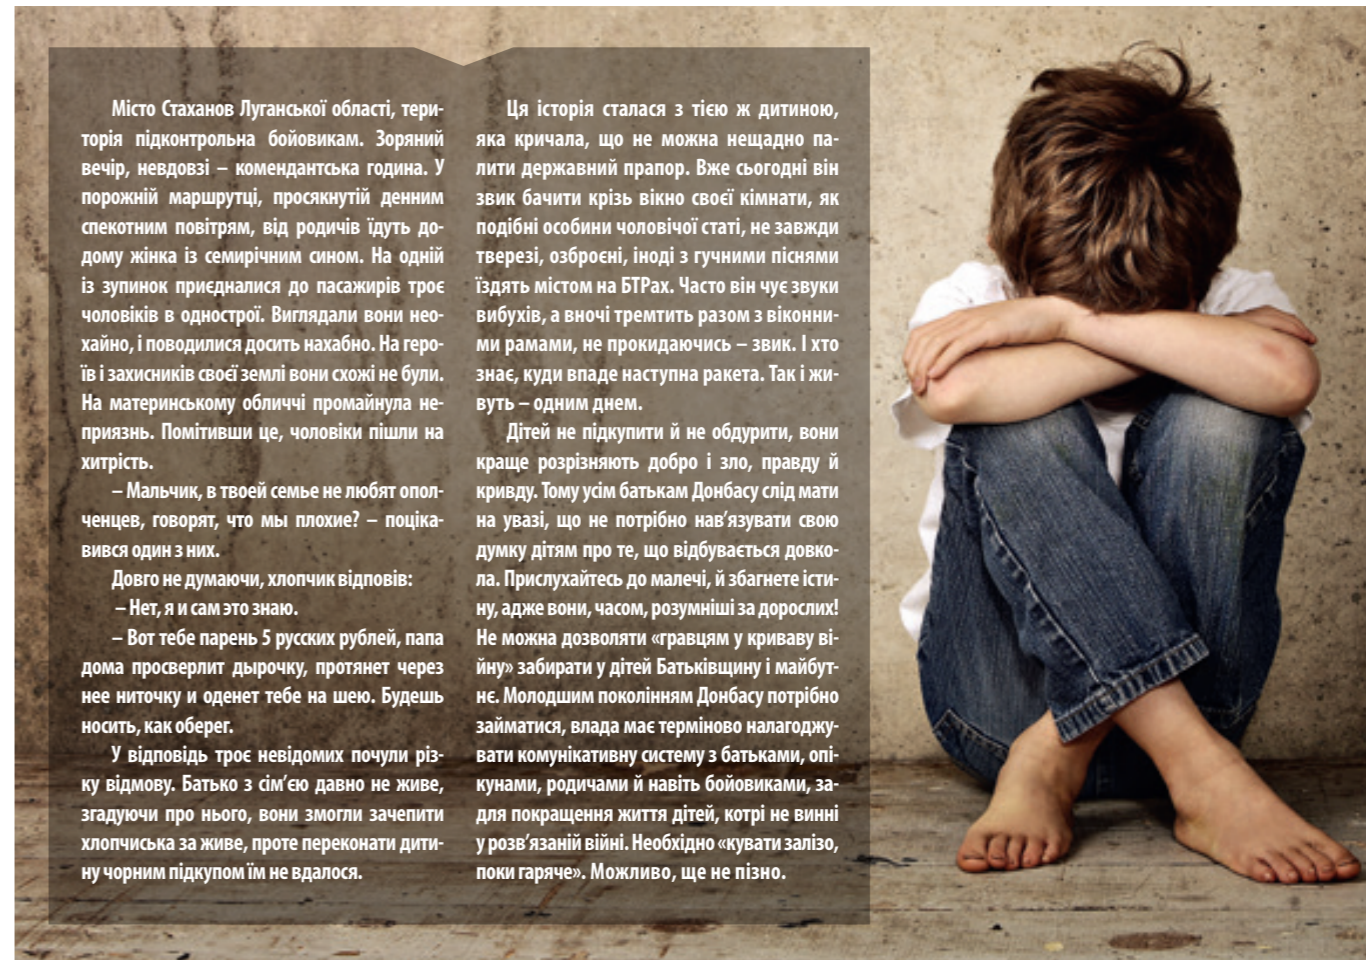 Місто Стаханов Луганської області, тери-
торія підконтрольна бойовикам. Зоряний
вечір, невдовзі – комендантська година. У
порожній маршрутці, просякнутій денним
спекотним повітрям, від родичів їдуть до-
дому жінка із семирічним сином. На одній
із зупинок приєдналися до пасажирів троє
чоловіків в однострої. Виглядали вони нео-
хайно, і поводилися досить нахабно. На геро-
їв і захисників своєї землі вони схожі не були.
На материнському обличчі промайнула не-
приязнь. Помітивши це, чоловіки пішли на
хитрість.
– Мальчик, в твоей семье не любят опол-
ченцев, говорят, что мы плохие? – поціка-
вився один з них.
Довго не думаючи, хлопчик відповів:
– Нет, я и сам это знаю.
– Вот тебе парень 5 русских рублей, папа
дома просверлит дырочку, протянет через
нее ниточку и оденет тебе на шею. Будешь
носить, как оберег.
У відповідь троє невідомих почули різ-
ку відмову. Батько з сім’єю давно не живе,
згадуючи про нього, вони змогли зачепити
хлопчиська за живе, проте переконати дити-
ну чорним підкупом їм не вдалося.
Ця історія сталася з тією ж дитиною,
яка кричала, що не можна нещадно па-
лити державний прапор. Вже сьогодні він
звик бачити крізь вікно своєї кімнати, як
подібні особини чоловічої статі, не завжди
тверезі, озброєні, іноді з гучними піснями
їздять містом на БТРах. Часто він чує звуки
вибухів, а вночі тремтить разом з віконни-
ми рамами, не прокидаючись – звик. І хто
знає, куди впаде наступна ракета. Так і жи-
вуть – одним днем.
Дітей не підкупити й не обдурити, вони
краще розрізняють добро і зло, правду й
кривду. Тому усім батькам Донбасу слід мати
на увазі, що не потрібно нав’язувати свою
думку дітям про те, що відбувається довко-
ла. Прислухайтесь до малечі, й збагнете істи-
ну, адже вони, часом, розумніші за дорослих!
Не можна дозволяти «гравцям у криваву ві-
йну» забирати у дітей Батьківщину і майбут-
нє. Молодшим поколінням Донбасу потрібно
займатися, влада має терміново налагоджу-
вати комунікативну систему з батьками, опі-
кунами, родичами й навіть бойовиками, за-
для покращення життя дітей, котрі не винні
у розв’язаній війні. Необхідно «кувати залізо,
поки гаряче». Можливо, ще не пізно.